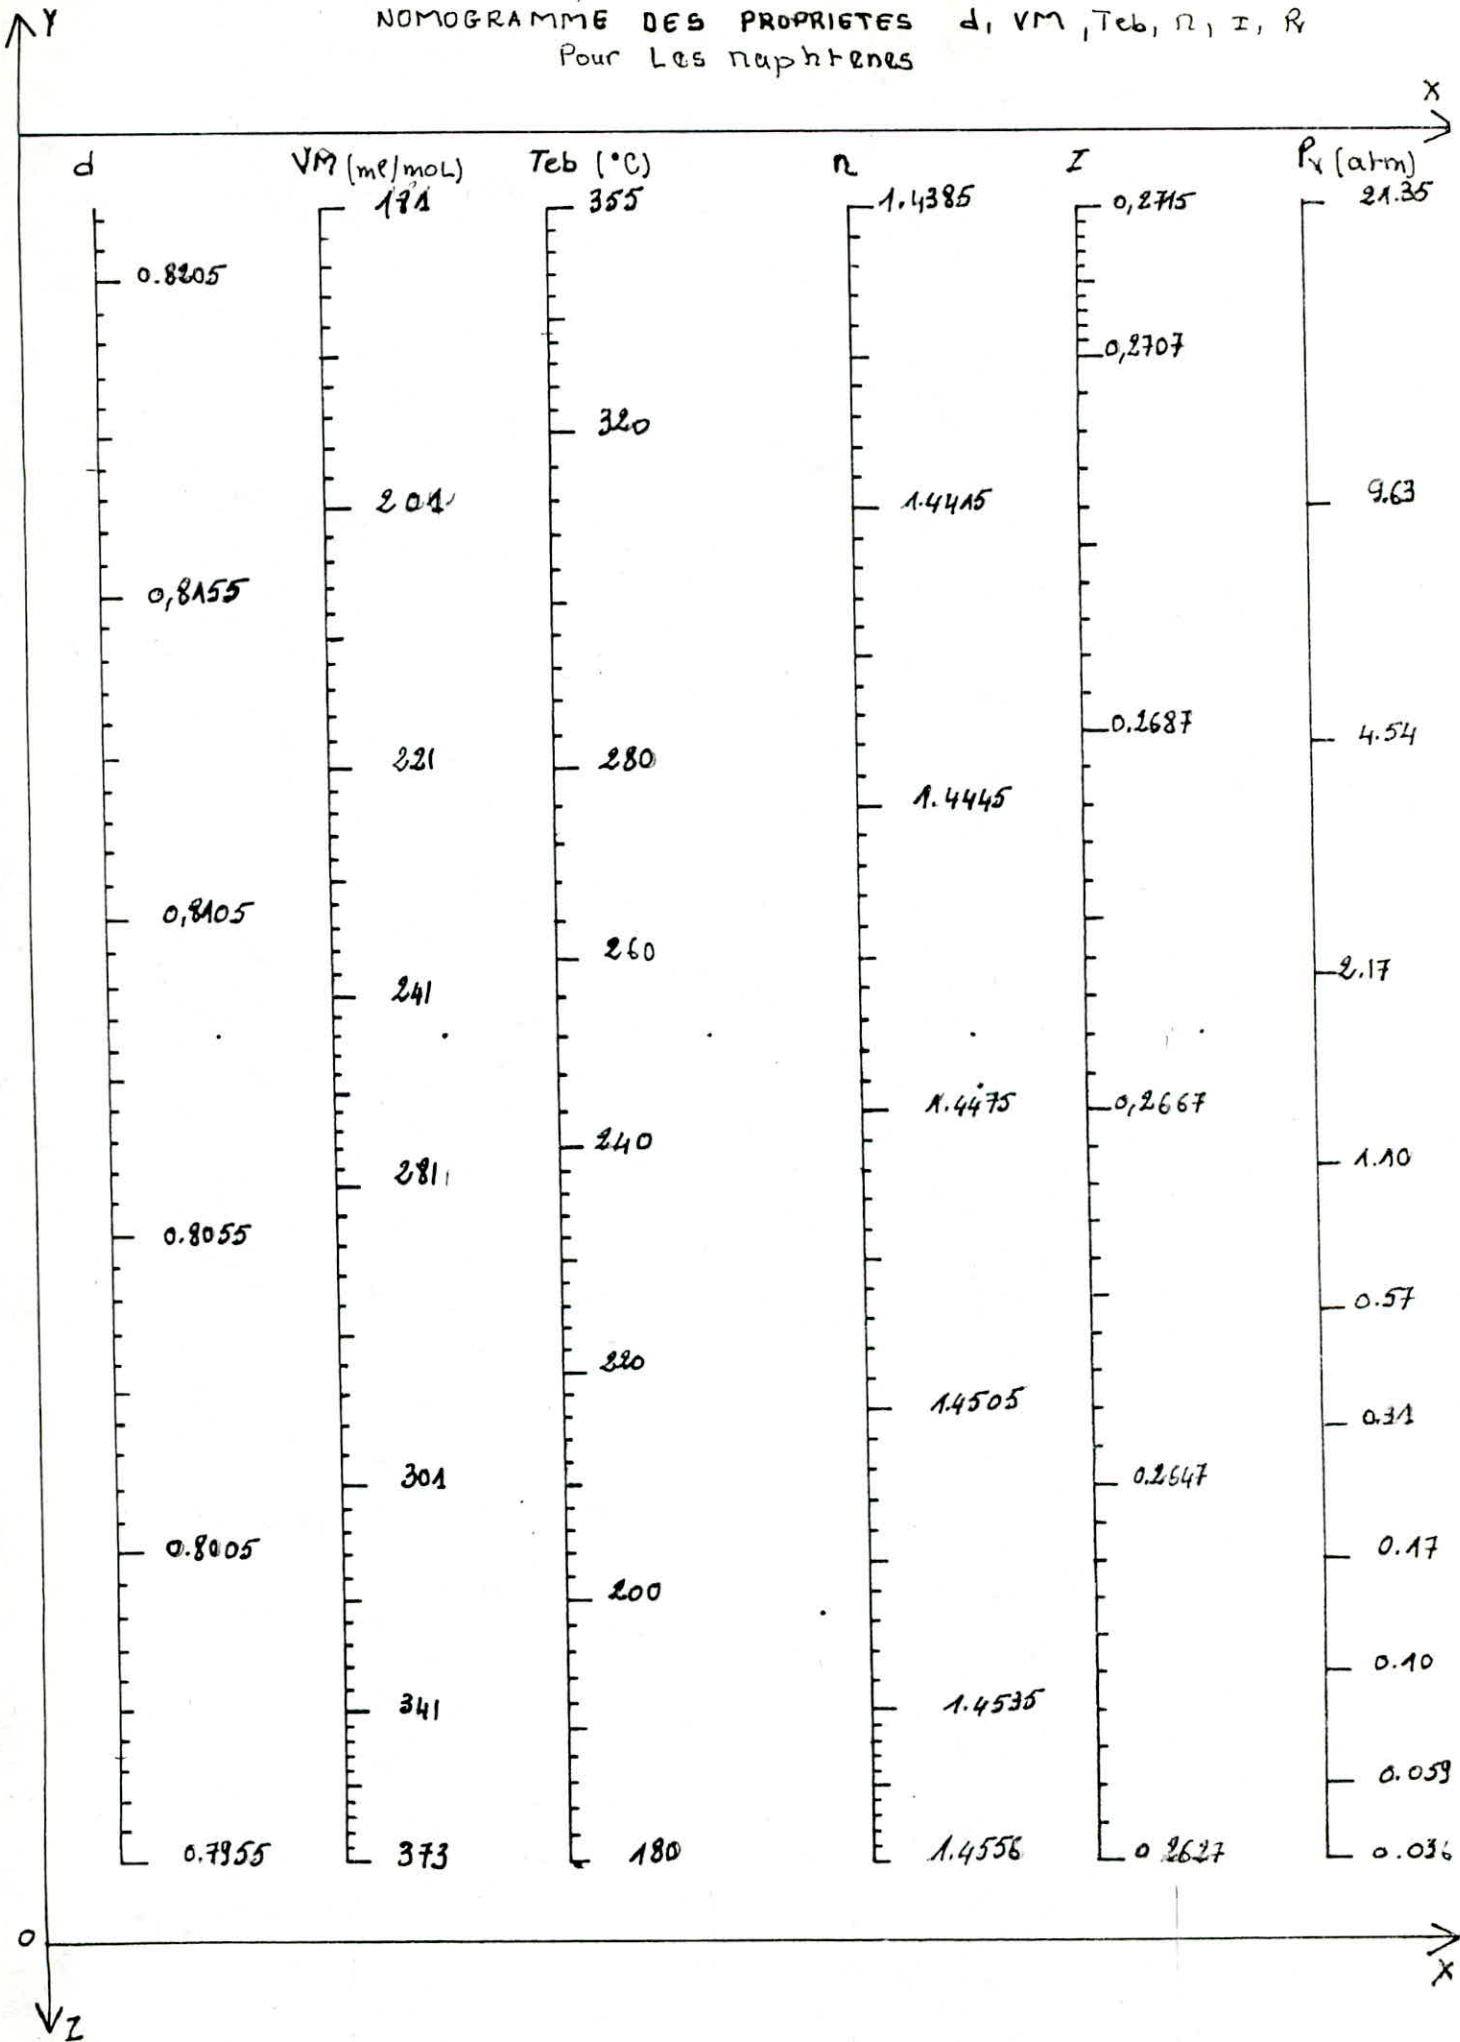 Y
NOMOGRAMME DES PROPRIETES d, VM, Teb, n, I, Pv
Pour Les naphtenes
X
d VM (ml/moL) Teb (°C) n I Pv (atm)
181 355 1.4385 0,2715 21.35
0.8205
0,2707
320
201 1.4415 9.63
0,8155
0.2687 4.54
221 280
1.4445
0,8105
260 2.17
241
1.4475 0,2667
240 1.10
281
0.8055
0.57
220
1.4505 0.31
301 0.2647
0.8005 0.17
200
0.10
341 1.4535
0.059
0.7955 373 180 1.4556 0.2627 0.036
0
X
Z